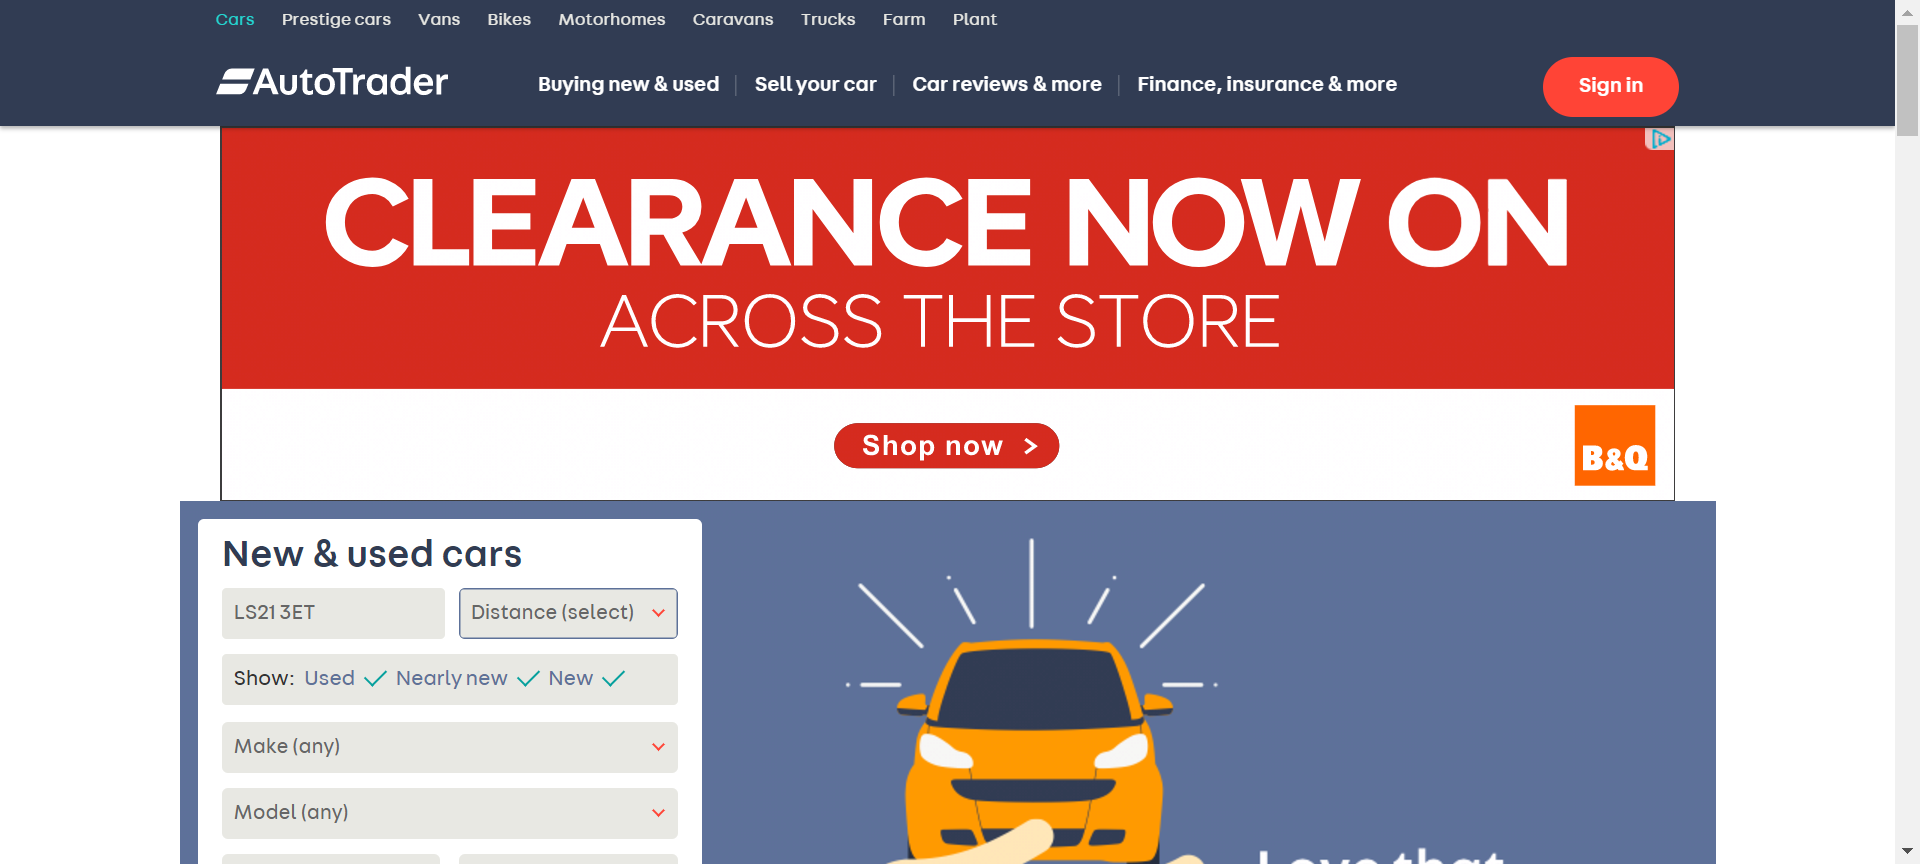 Cars Prestige cars Vans Bikes Motorhomes Caravans Trucks Farm Plant
AutoTrader Buying new & used Sell your car Car reviews & more Finance, insurance & more Sign in
CLEARANCE NOW ON
ACROSS THE STORE
Shop now >
B&Q
New & used cars
LS21 3ET Distance (select)
Show: Used Nearly new New
Make (any)
Model (any)
Love that